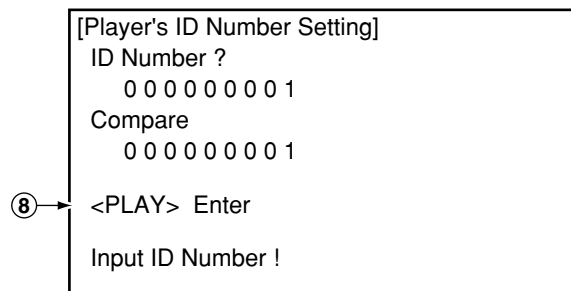 [Player's ID Number Setting]
ID Number ?
0 0 0 0 0 0 0 0 1
Compare
0 0 0 0 0 0 0 0 1
8 <PLAY> Enter
Input ID Number !